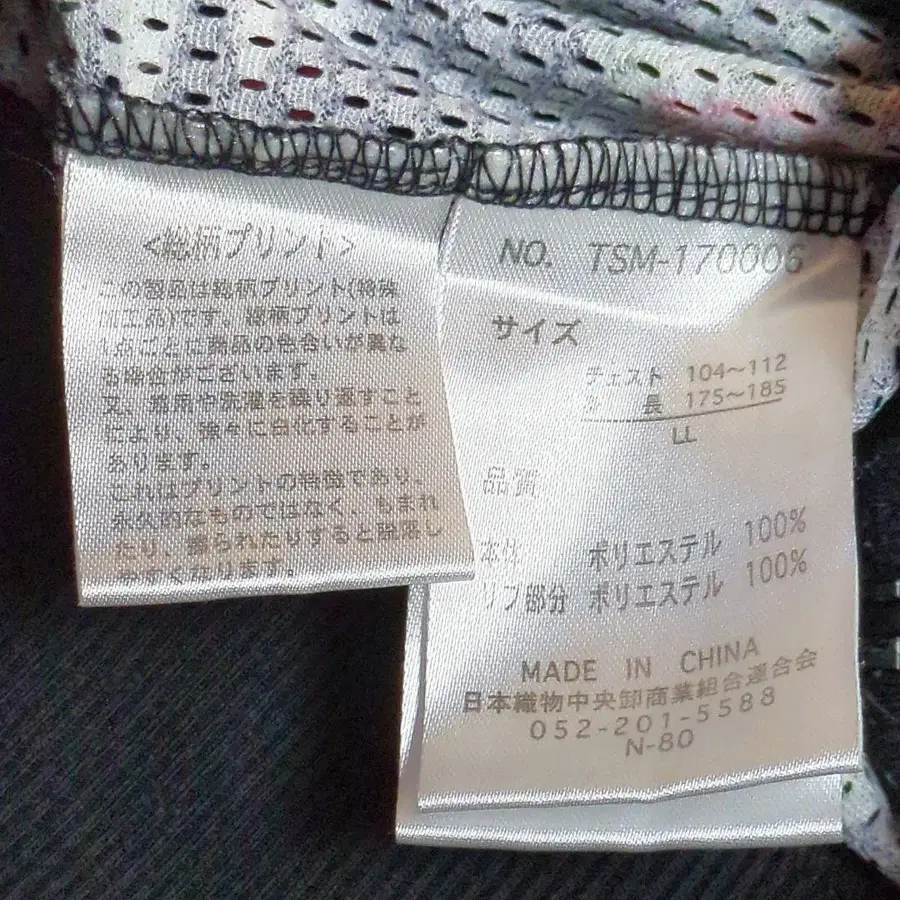 <総柄プリント>
この製品は総柄プリント(特殊
加工品)です。総柄プリントは
1点ごとに商品の色合いが異な
る場合がございます。
又、着用や洗濯を繰り返すこと
により、徐々に白化することが
あります。
これはプリントの特徴であり、
永久的なものではなく、もまれ
たり、擦られたりすると脱落し
やすくなります。
NO. TSM-170006
サイズ
チェスト 104〜112
身 長 175〜185
LL
品質
本体 ポリエステル 100%
リブ部分 ポリエステル 100%
MADE IN CHINA
日本織物中央卸商業組合連合会
052-201-5588
N-80